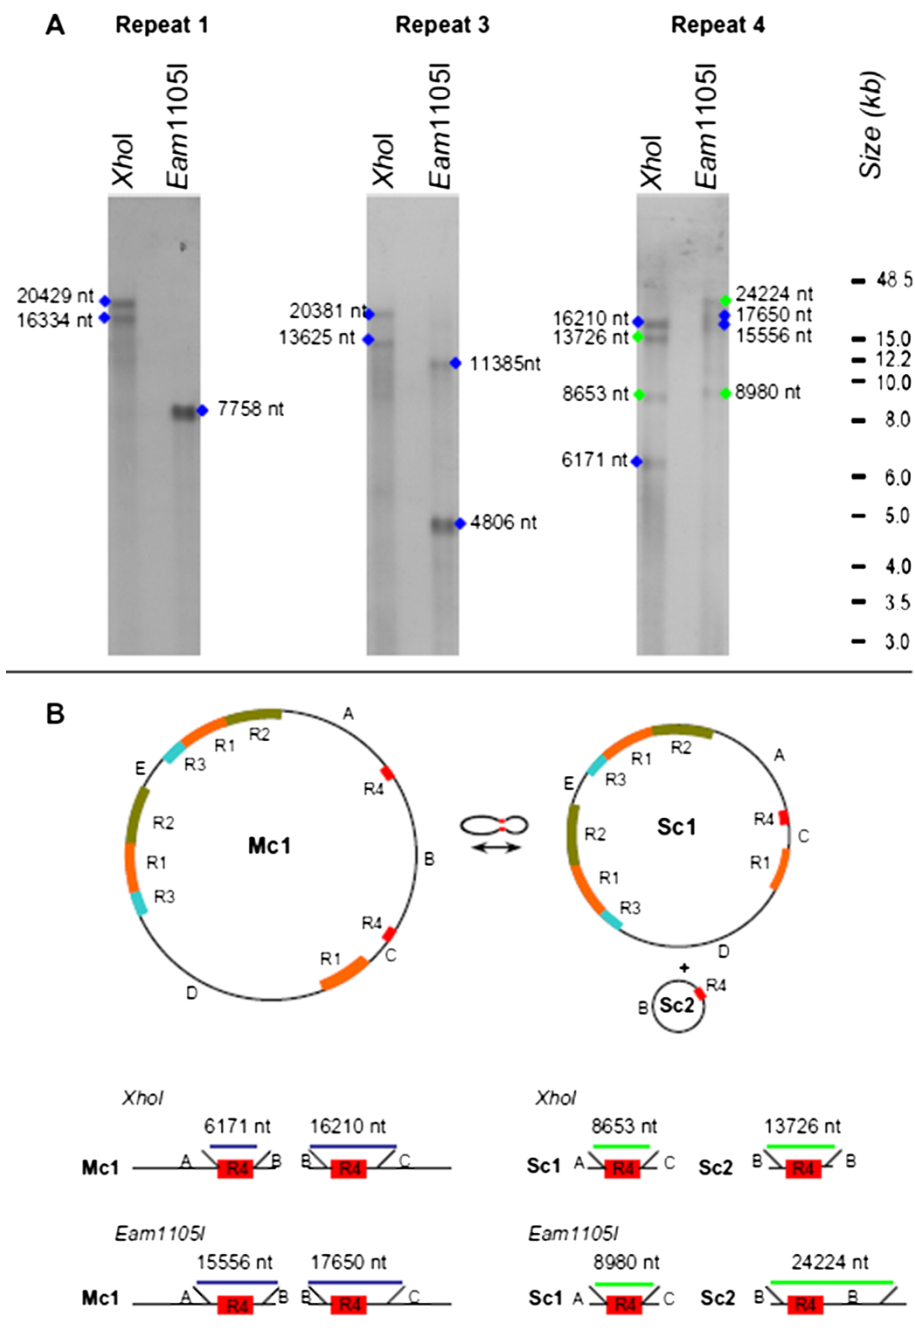 A
Repeat 1 Repeat 3 Repeat 4
XhoI Eam1105I XhoI Eam1105I XhoI Eam1105I Size (kb)
20429 nt
16334 nt
7758 nt
20381 nt
13625 nt
11385nt
4806 nt
16210 nt
13726 nt
8653 nt
6171 nt
24224 nt
17650 nt
15556 nt
8980 nt
48 5
15.0
12.2
10.0
8.0
6.0
5.0
4.0
3.5
3.0
B
A
R2
R1
R3
E
R4
R2
Mc1
B
R1
R3
R4
C
R1
D
A
R2
R1
R3
E
R4
Sc1
C
R2
R1
R1
R3
D
+
R4
B
Sc2
XhoI XhoI
6171 nt 16210 nt 8653 nt 13726 nt
Mc1 A R4 B B R4 C Sc1 A R4 C Sc2 B R4 B
Eam1105I Eam1105I
15556 nt 17650 nt 8980 nt 24224 nt
Mc1 A R4 B B R4 C Sc1 A R4 C Sc2 B R4 B